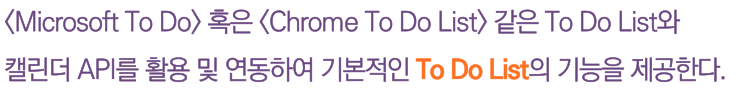 〈Microsoft To Do〉 혹은 〈Chrome To Do List〉 같은 To Do List와
캘린더 API를 활용 및 연동하여 기본적인 To Do List의 기능을 제공한다.